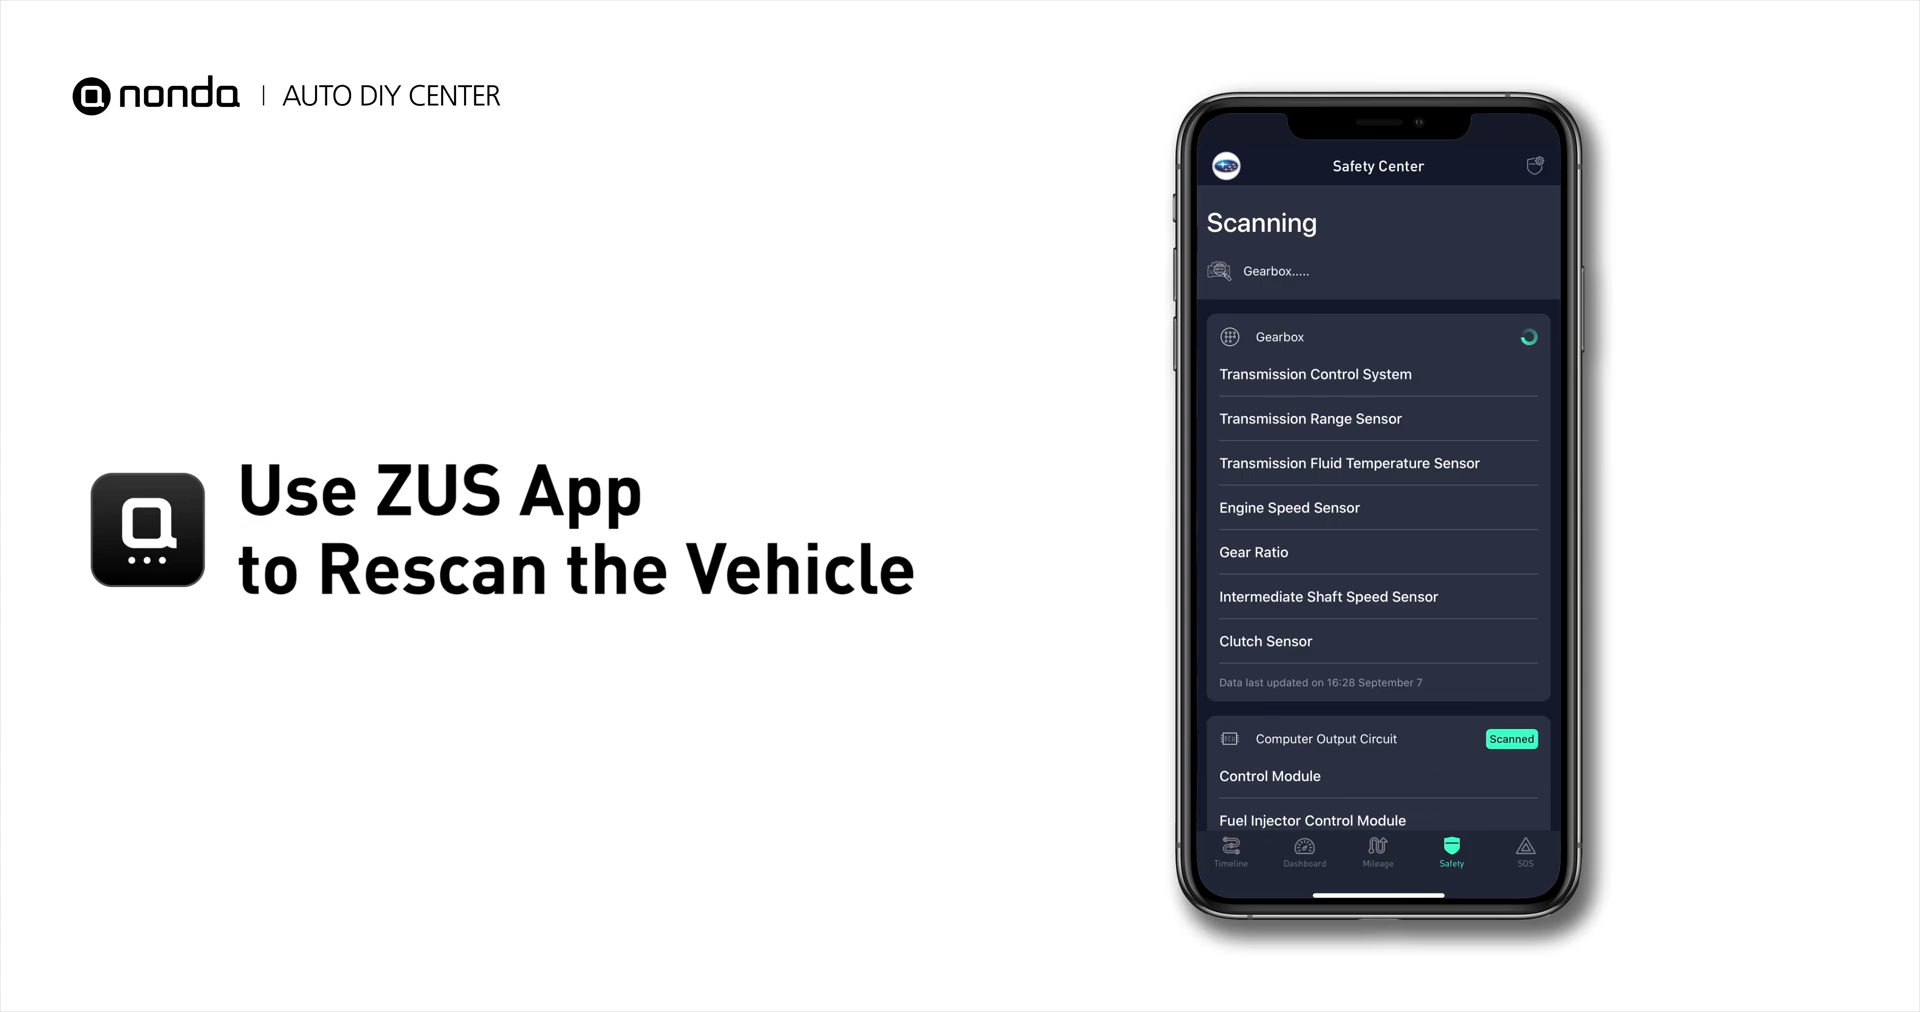 nonda | AUTO DIY CENTER
Use ZUS App
to Rescan the Vehicle
Safety Center
Scanning
Gearbox.....
Gearbox
Transmission Control System
Transmission Range Sensor
Transmission Fluid Temperature Sensor
Engine Speed Sensor
Gear Ratio
Intermediate Shaft Speed Sensor
Clutch Sensor
Data last updated on 16:28 September 7
Computer Output Circuit
Scanned
Control Module
Fuel Injector Control Module
Timeline
Dashboard
Mileage
Safety
SOS